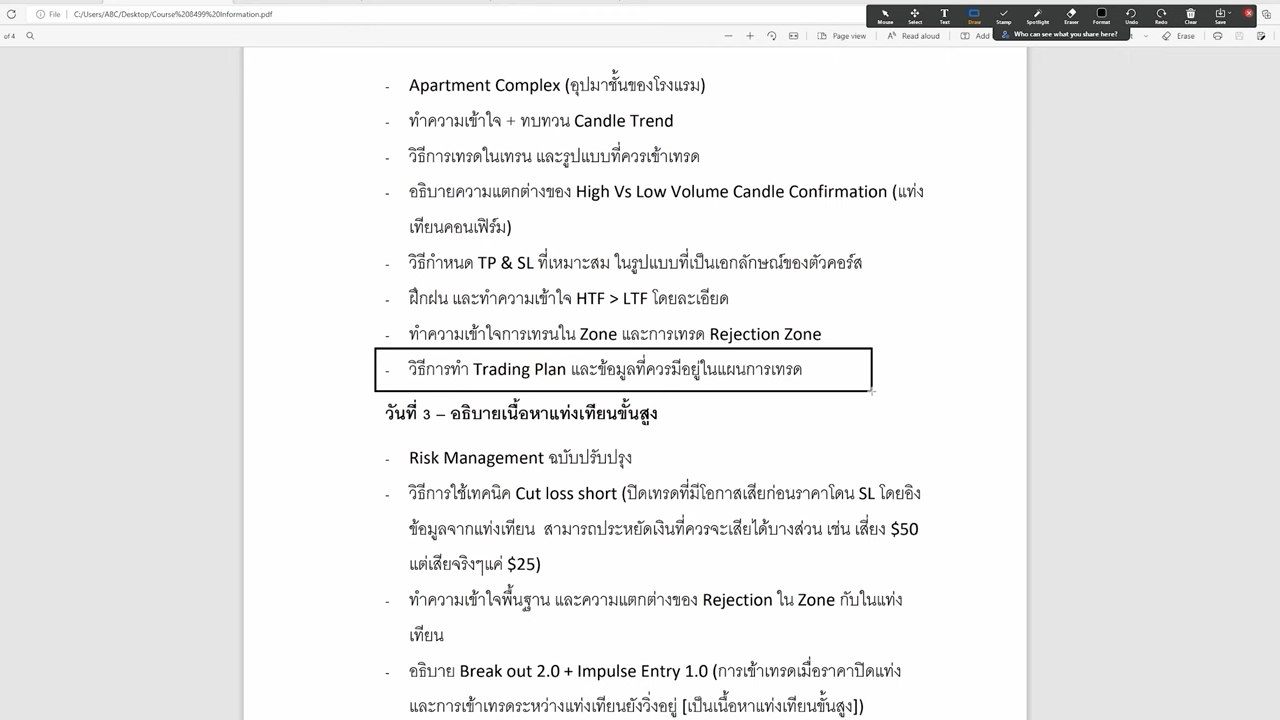 File
C:/Users/ABC/Desktop/Course%208499%20Information.pdf
Mouse Select Text Draw Stamp Spotlight Eraser Format Undo Redo Clear Save
Who can see what you share here?
of 4
Page view
Read aloud
Add
Erase
- Apartment Complex (อุปมาชั้นของโรงแรม)
- ทำความเข้าใจ + ทบทวน Candle Trend
- วิธีการเทรดในเทรน และรูปแบบที่ควรเข้าเทรด
- อธิบายความแตกต่างของ High Vs Low Volume Candle Confirmation (แท่ง
เทียนคอนเฟิร์ม)
- วิธีกำหนด TP & SL ที่เหมาะสม ในรูปแบบที่เป็นเอกลักษณ์ของตัวคอร์ส
- ฝึกฝน และทำความเข้าใจ HTF > LTF โดยละเอียด
- ทำความเข้าใจการเทรนใน Zone และการเทรด Rejection Zone
- วิธีการทำ Trading Plan และข้อมูลที่ควรมีอยู่ในแผนการเทรด
วันที่ 3 – อธิบายเนื้อหาแท่งเทียนขั้นสูง
- Risk Management ฉบับปรับปรุง
- วิธีการใช้เทคนิค Cut loss short (ปิดเทรดที่มีโอกาสเสียก่อนราคาโดน SL โดยอิง
ข้อมูลจากแท่งเทียน สามารถประหยัดเงินที่ควรจะเสียได้บางส่วน เช่น เสี่ยง $50
แต่เสียจริงๆแค่ $25)
- ทำความเข้าใจพื้นฐาน และความแตกต่างของ Rejection ใน Zone กับในแท่ง
เทียน
- อธิบาย Break out 2.0 + Impulse Entry 1.0 (การเข้าเทรดเมื่อราคาปิดแท่ง
และการเข้าเทรดระหว่างแท่งเทียนยังวิ่งอยู่ [เป็นเนื้อหาแท่งเทียนขั้นสูง])